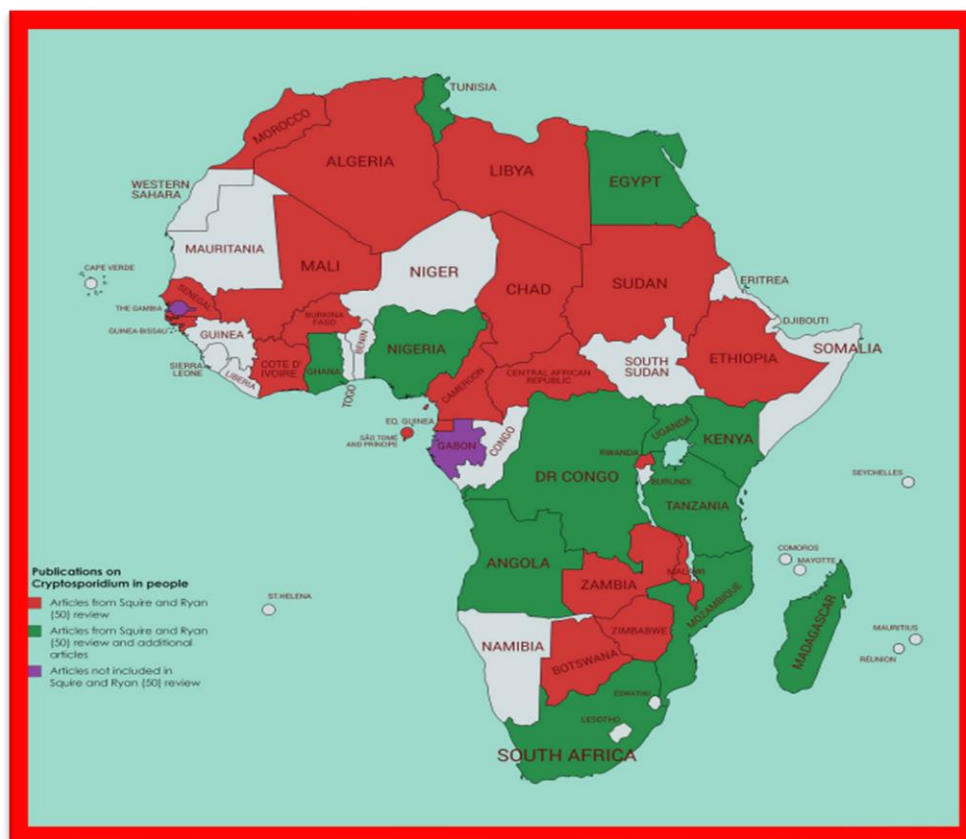 TUNISIA
MOROCCO
ALGERIA
LIBYA
EGYPT
WESTERN
SAHARA
MAURITANIA
MALI
NIGER
CAPE VERDE
CHAD
SUDAN
ERITREA
SENEGAL
THE GAMBIA
BURKINA
FASO
DJIBOUTI
GUINEA-BISSAU
GUINEA
BENIN
NIGERIA
SOUTH
SUDAN
ETHIOPIA
SOMALIA
SIERRA
LEONE
LIBERIA
COTE D'
IVOIRE
GHANA
TOGO
CAMEROON
CENTRAL AFRICAN
REPUBLIC
EQ. GUINEA
SÃO TOMÉ
AND PRÍNCIPE
GABON
CONGO
UGANDA
KENYA
RWANDA
DR CONGO
BURUNDI
SEYCHELLES
TANZANIA
ANGOLA
COMOROS
MAYOTTE
ZAMBIA
MALAWI
MOZAMBIQUE
ST.HELENA
NAMIBIA
ZIMBABWE
MADAGASCAR
MAURITIUS
RÉUNION
BOTSWANA
ESWATINI
LESOTHO
SOUTH AFRICA
Publications on
Cryptosporidium in people
Articles from Squire and Ryan
(50) review
Articles from Squire and Ryan
(50) review and additional
articles
Articles not included in
Squire and Ryan (50) review